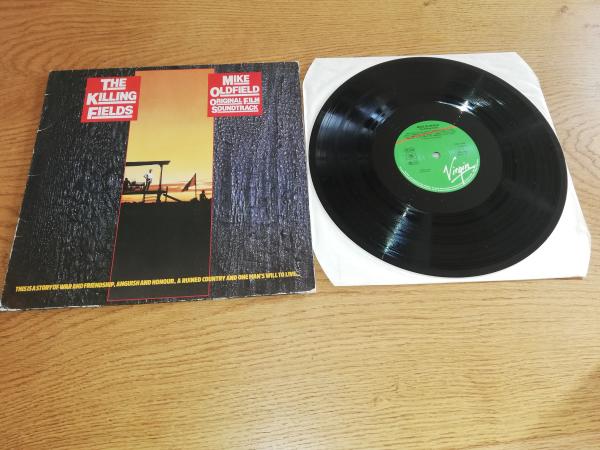 THE
KILLING
FIELDS
MIKE
OLDFIELD
ORIGINAL FILM
SOUNDTRACK
THIS IS A STORY OF WAR AND FRIENDSHIP, ANGUISH AND HONOUR, A RUINED COUNTRY AND ONE MAN'S WILL TO LIVE...
Virgin